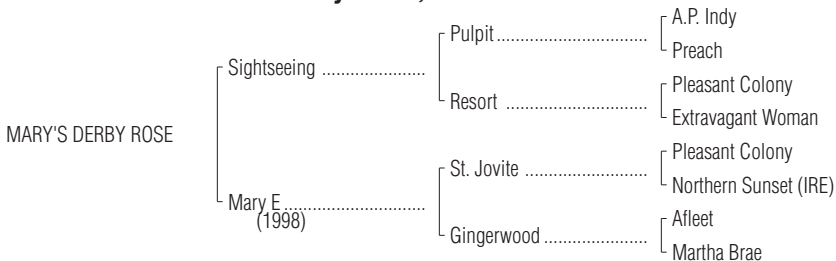 A.P. Indy
Pulpit
Preach
Sightseeing
Pleasant Colony
Resort
Extravagant Woman
MARY'S DERBY ROSE
Pleasant Colony
St. Jovite
Northern Sunset (IRE)
Mary E
(1998)
Afleet
Gingerwood
Martha Brae